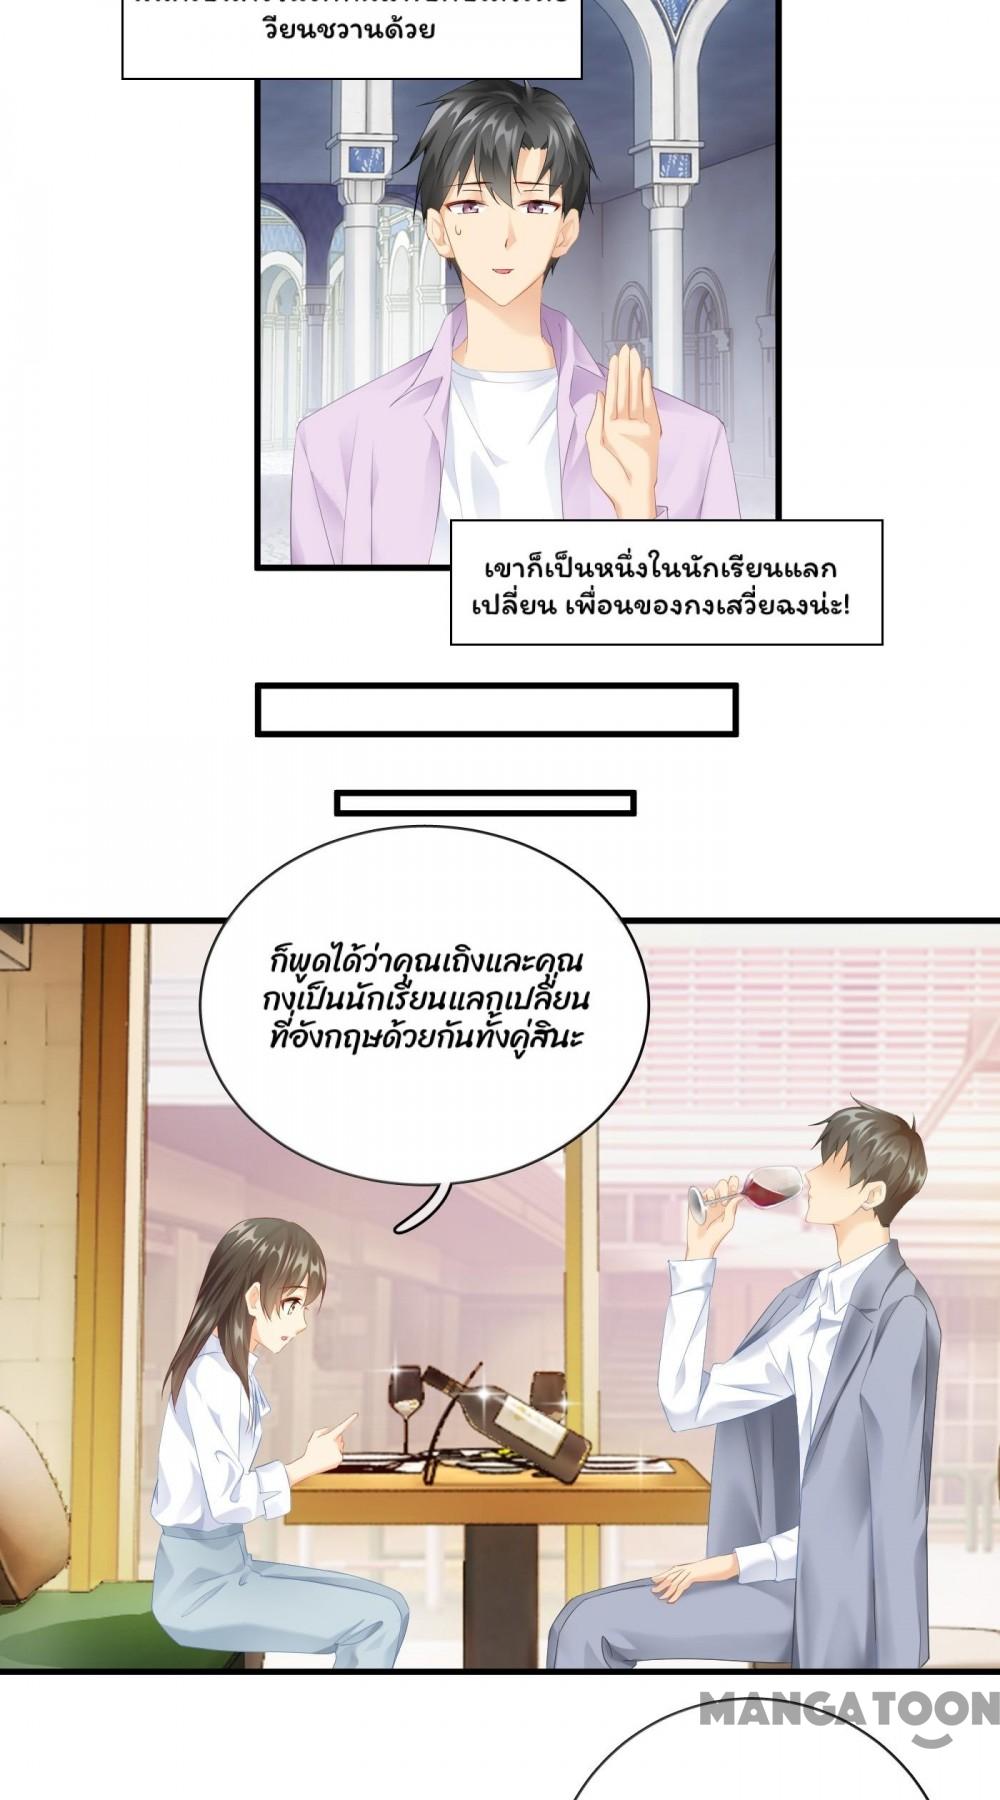 วียนชวานด้วย
เขาก็เป็นหนึ่งในนักเรียนแลก
เปลี่ยน เพื่อนของกงเสวี่ยฉงน่ะ!
ก็พูดได้ว่าคุณเถิงและคุณ
กงเป็นนักเรียนแลกเปลี่ยน
ที่อังกฤษด้วยกันทั้งคู่สินะ
MANGATOON